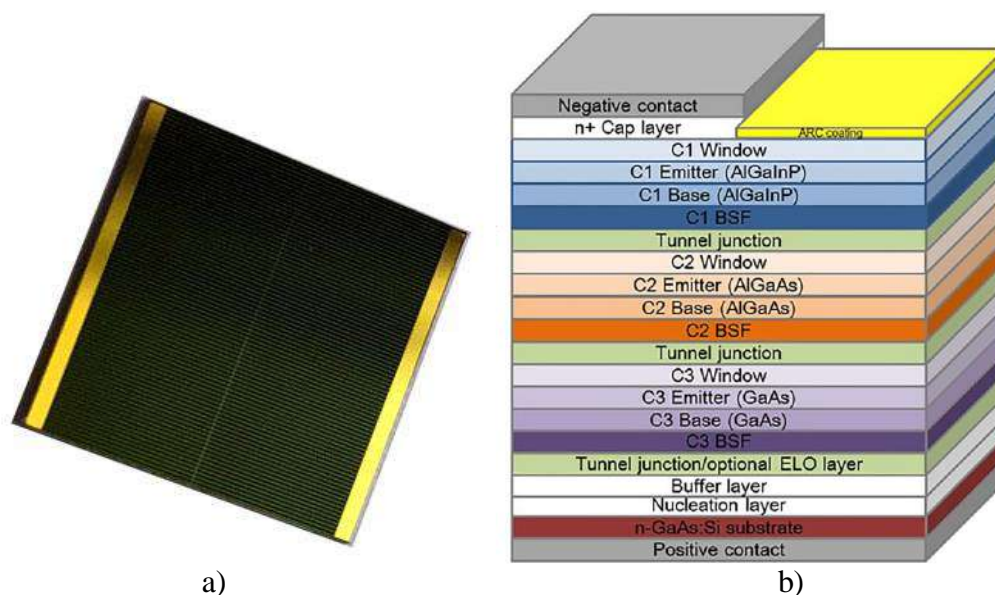 Negative contact
n+ Cap layer
ARC coating
C1 Window
C1 Emitter (AlGaInP)
C1 Base (AlGaInP)
C1 BSF
Tunnel junction
C2 Window
C2 Emitter (AlGaAs)
C2 Base (AlGaAs)
C2 BSF
Tunnel junction
C3 Window
C3 Emitter (GaAs)
C3 Base (GaAs)
C3 BSF
Tunnel junction/optional ELO layer
Buffer layer
Nucleation layer
n-GaAs:Si substrate
Positive contact
a)
b)